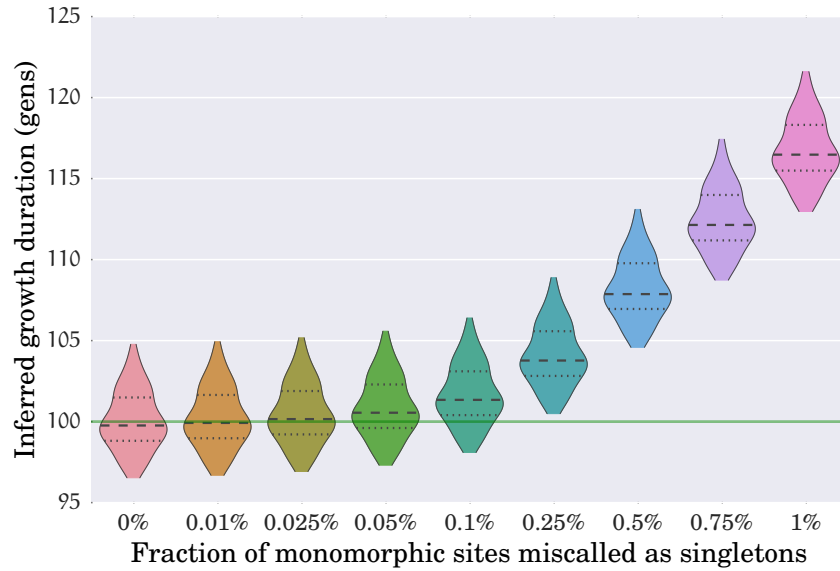 Inferred growth duration (gens)
125
120
115
110
105
100
95
0% 0.01% 0.025% 0.05% 0.1% 0.25% 0.5% 0.75% 1%
Fraction of monomorphic sites miscalled as singletons